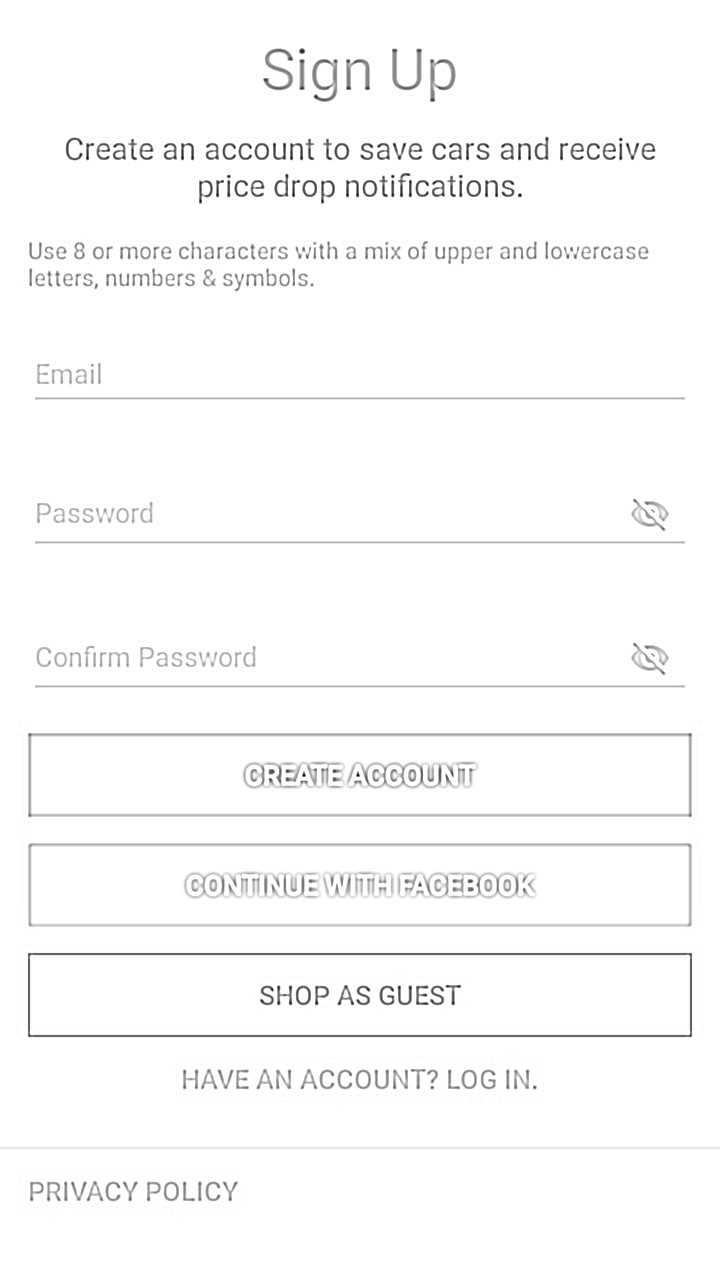 Sign Up
Create an account to save cars and receive
price drop notifications.
Use 8 or more characters with a mix of upper and lowercase
letters, numbers & symbols.
Email
Password
Confirm Password
CREATE ACCOUNT
CONTINUE WITH FACEBOOK
SHOP AS GUEST
HAVE AN ACCOUNT? LOG IN.
PRIVACY POLICY